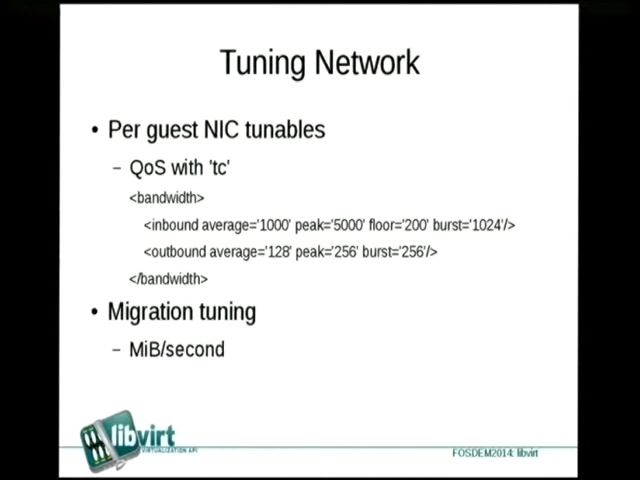 Tuning Network
• Per guest NIC tunables
– QoS with 'tc'
<bandwidth>
<inbound average='1000' peak='5000' floor='200' burst='1024'/>
<outbound average='128' peak='256' burst='256'/>
</bandwidth>
• Migration tuning
– MiB/second
libvirt
VIRTUALIZATION API
FOSDEM2014: libvirt